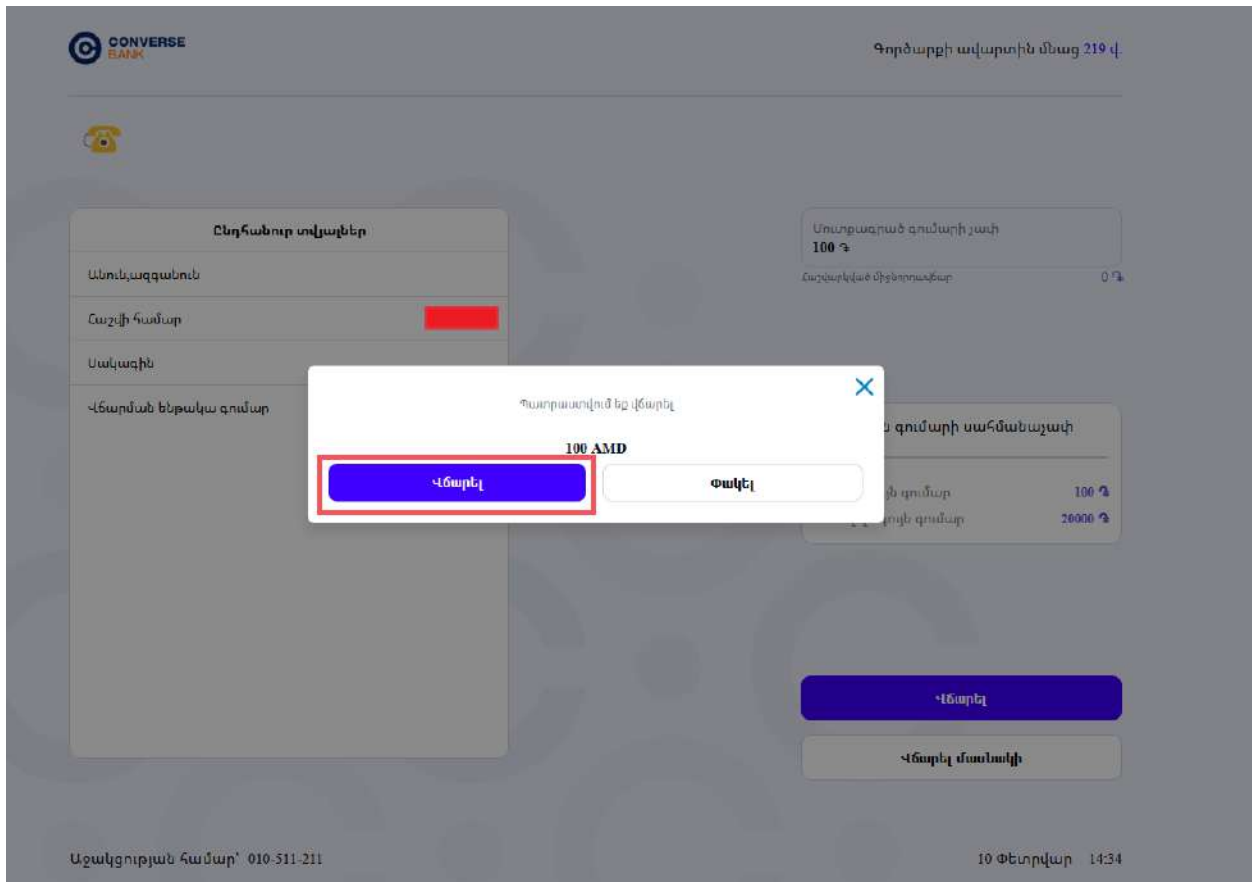 CONVERSE
BANK
Գործարքի ավարտին մնաց 219 վ.
Ընդհանուր տվյալներ
Անուն,ազգանուն
Հաշվի համար
Սակագին
Վճարման ենթակա գումար
Մուտքագրած գումարի չափ
100 ֏
Հաշվարկված միջնորդավճար 0 ֏
Պատրաստվում եք վճարել
100 AMD
Վճարել
Փակել
գումարի սահմանաչափ
գումար 100 ֏
գումար 20000 ֏
Վճարել
Վճարել մասնակի
Աջակցության համար՝ 010-511-211
10 Փետրվար 14:34